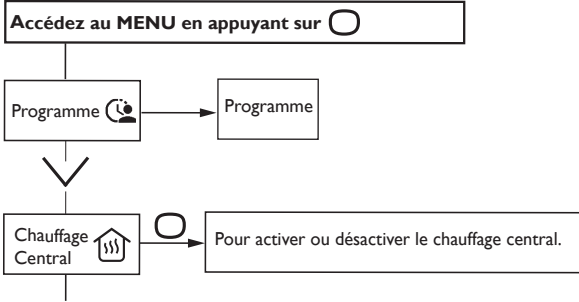 Accédez au MENU en appuyant sur
Programme
Programme
Chauffage
Central
Pour activer ou désactiver le chauffage central.